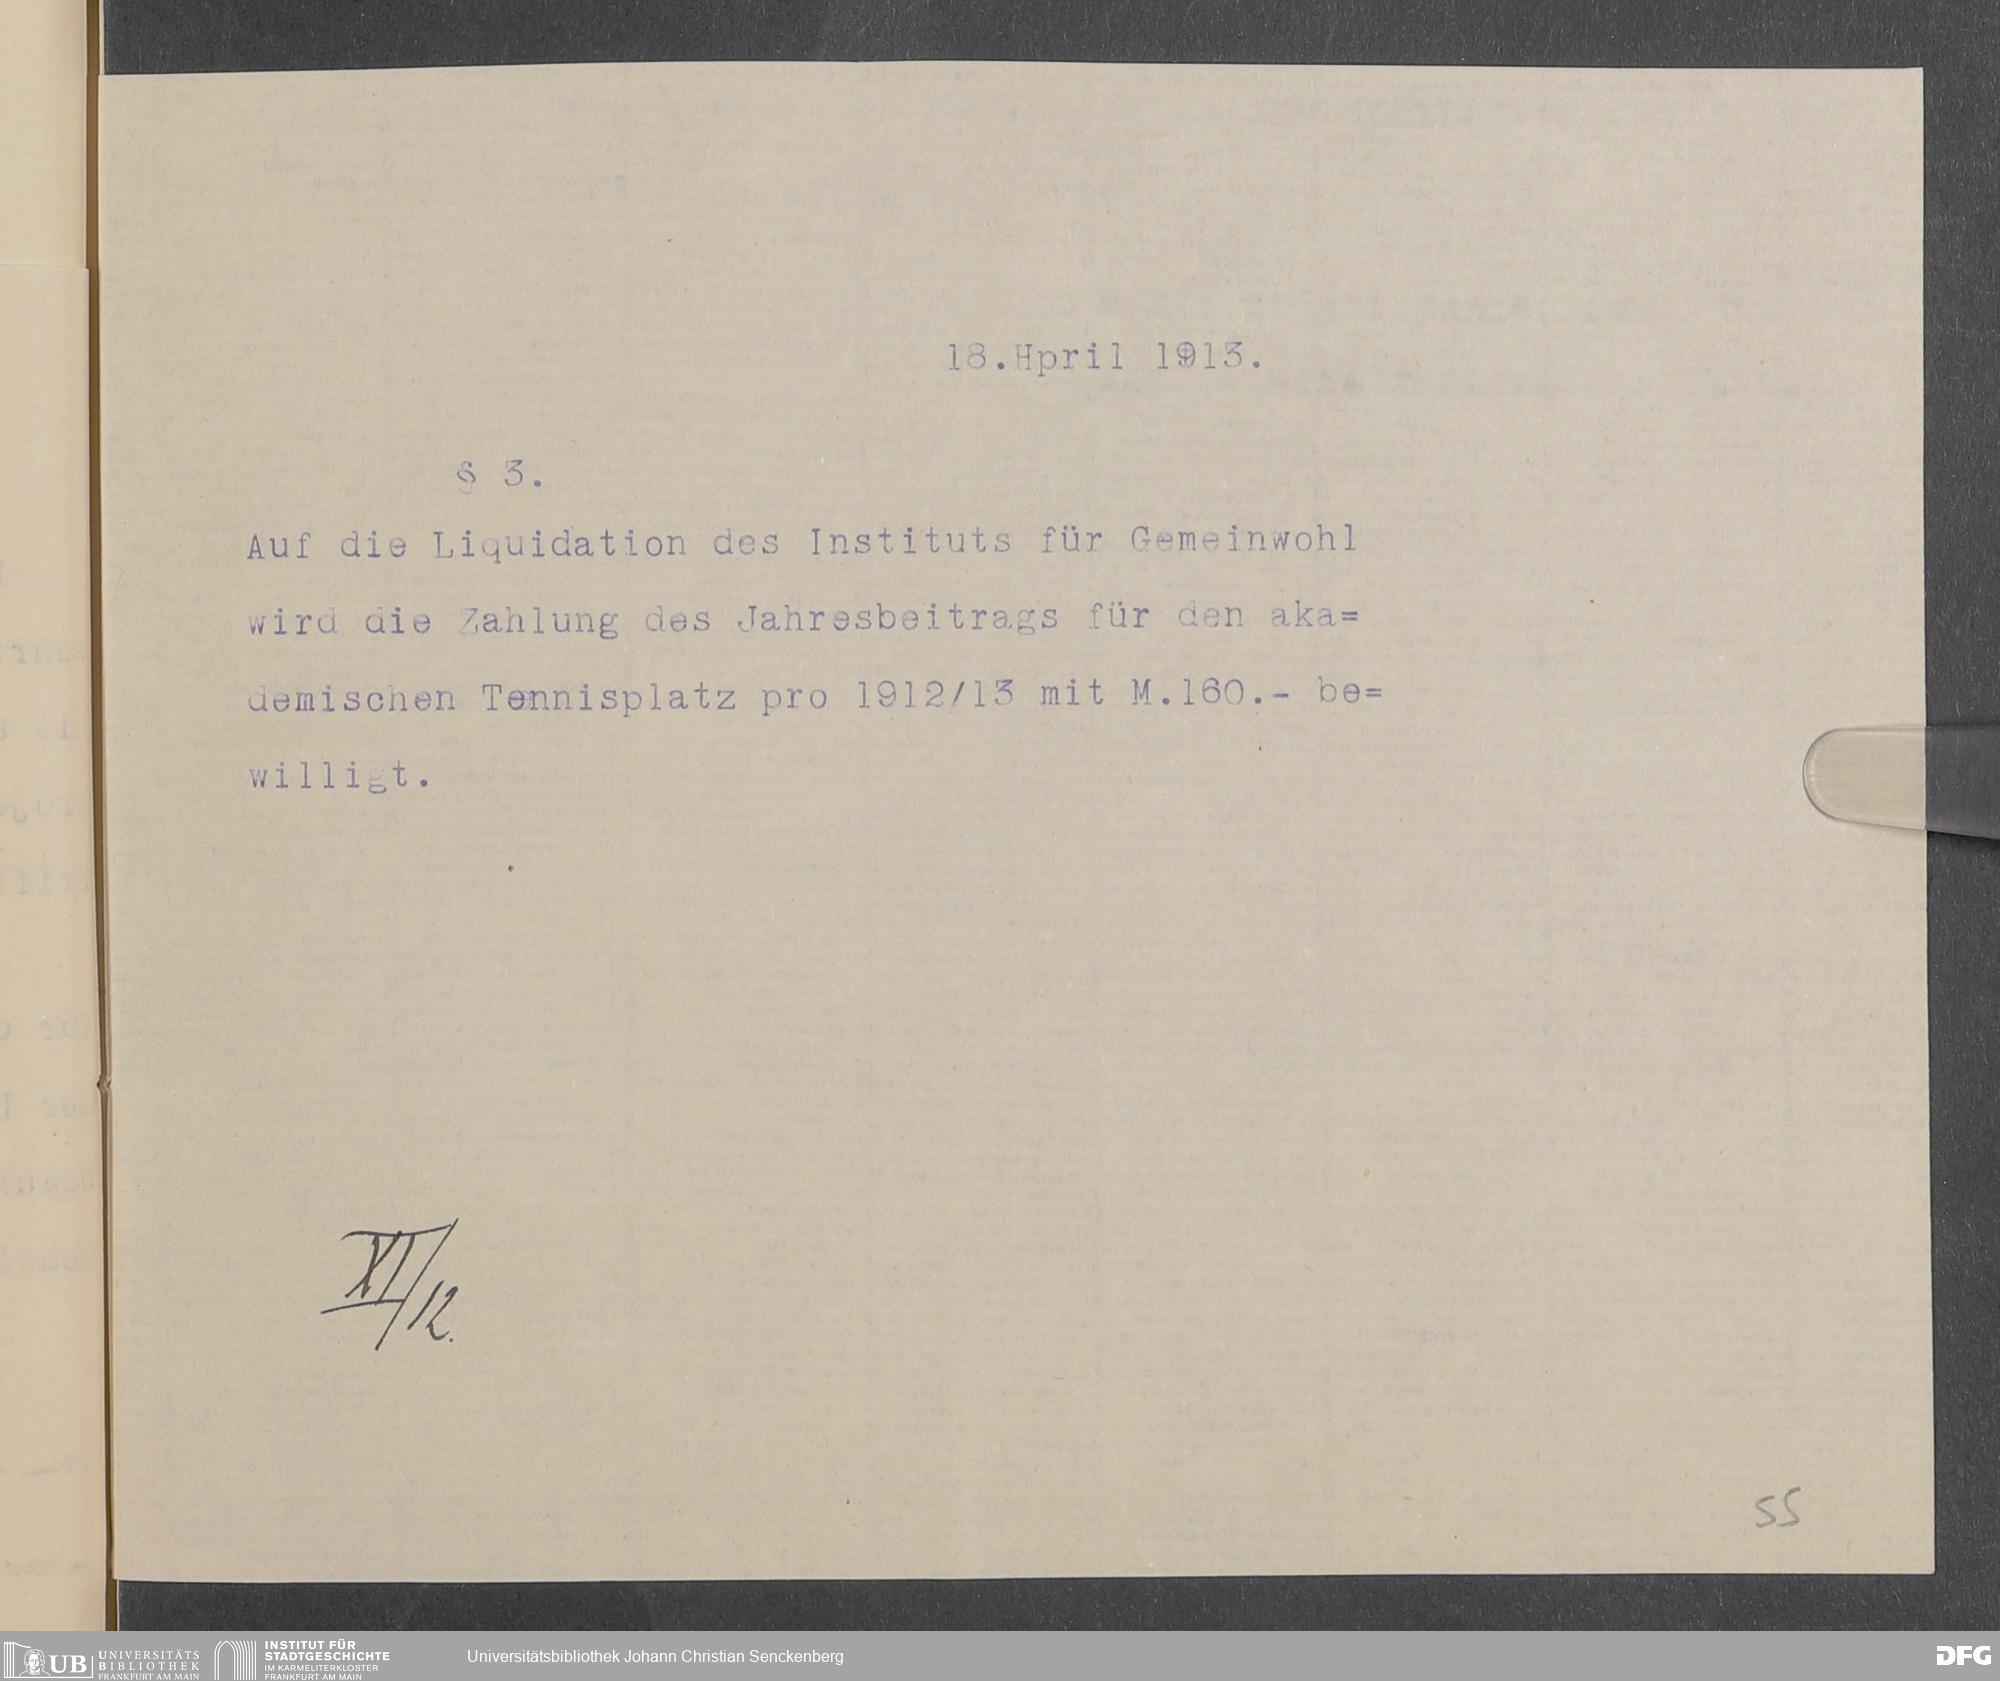 18.Hpril 1913.
§ 3.
Auf die Liquidation des Instituts für Gemeinwohl
wird die Zahlung des Jahresbeitrags für den aka=
demischen Tennisplatz pro 1912/13 mit M.160.- be=
willigt.
XI/12.
55
UB UNIVERSITÄTS
BIBLIOTHEK
FRANKFURT AM MAIN
INSTITUT FÜR
STADTGESCHICHTE
IM KARMELITERKLOSTER
FRANKFURT AM MAIN
Universitätsbibliothek Johann Christian Senckenberg
DFG